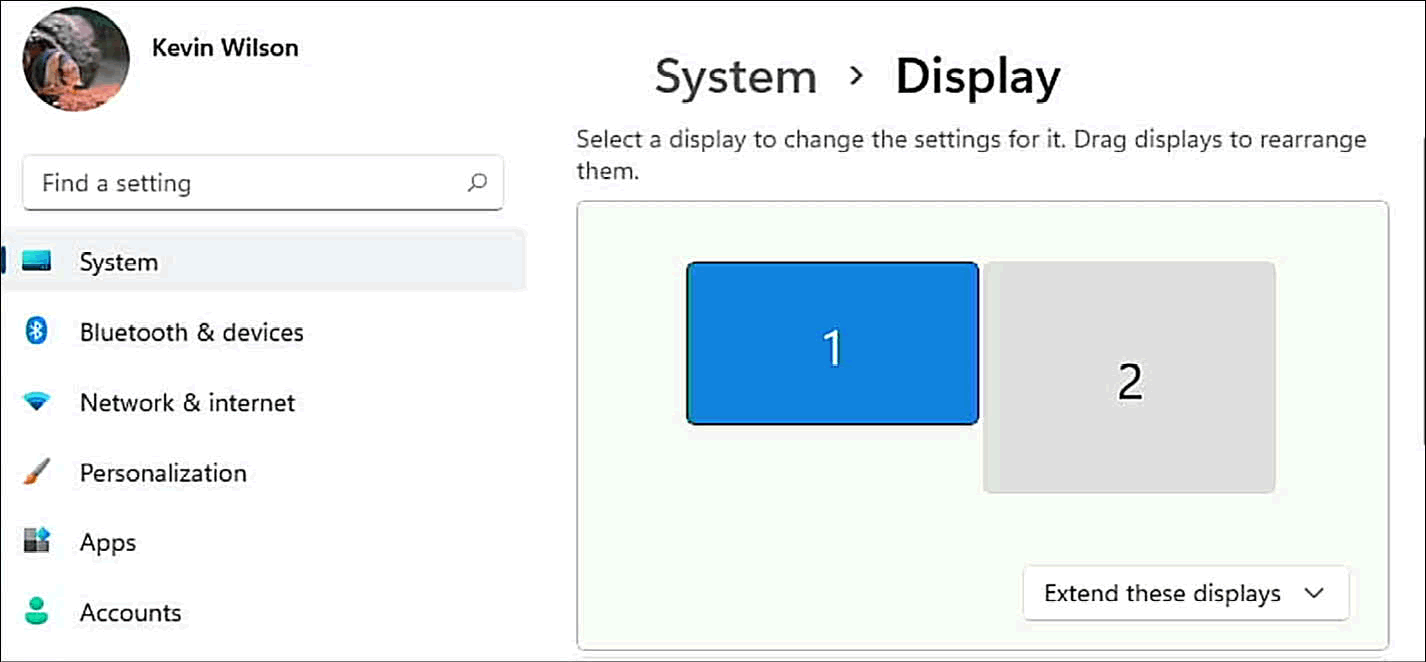 Kevin Wilson
Find a setting
System
Bluetooth & devices
Network & internet
Personalization
Apps
Accounts
System › Display
Select a display to change the settings for it. Drag displays to rearrange
them.
1
2
Extend these displays